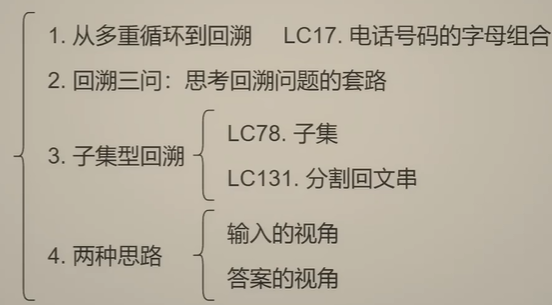 1. 从多重循环到回溯 LC17. 电话号码的字母组合
2. 回溯三问：思考回溯问题的套路
3. 子集型回溯
LC78. 子集
LC131. 分割回文串
4. 两种思路
输入的视角
答案的视角